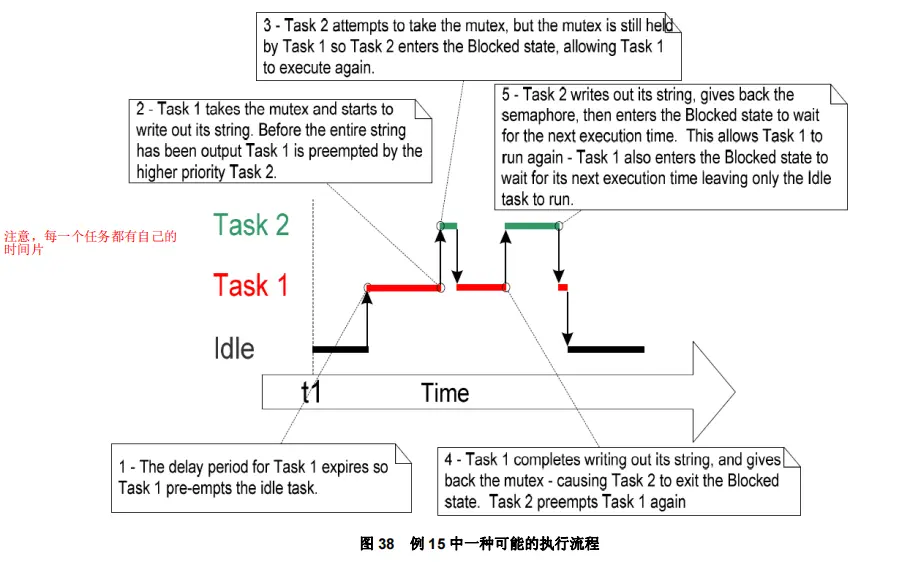 3 - Task 2 attempts to take the mutex, but the mutex is still held
by Task 1 so Task 2 enters the Blocked state, allowing Task 1
to execute again.
2 - Task 1 takes the mutex and starts to
write out its string. Before the entire string
has been output Task 1 is preempted by the
higher priority Task 2.
5 - Task 2 writes out its string, gives back the
semaphore, then enters the Blocked state to wait
for the next execution time.  This allows Task 1 to
run again - Task 1 also enters the Blocked state to
wait for its next execution time leaving only the Idle
task to run.
注意，每一个任务都有自己的
时间片
Task 2
Task 1
Idle
t1
Time
1 - The delay period for Task 1 expires so
Task 1 pre-empts the idle task.
4 - Task 1 completes writing out its string, and gives
back the mutex - causing Task 2 to exit the Blocked
state.  Task 2 preempts Task 1 again
图 38 例 15 中一种可能的执行流程